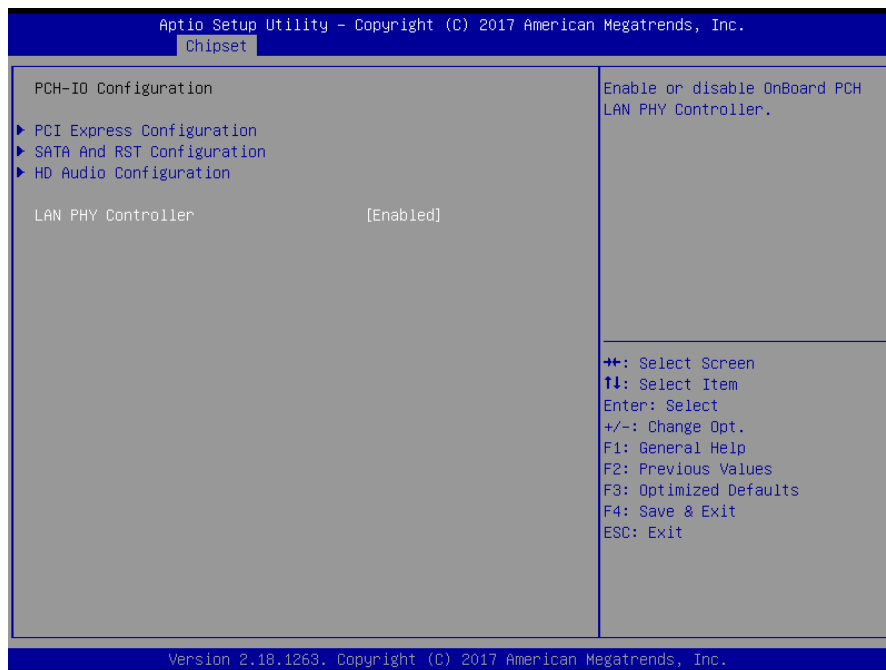 Aptio Setup Utility – Copyright (C) 2017 American Megatrends, Inc.
Chipset
PCH-IO Configuration
PCI Express Configuration
SATA And RST Configuration
HD Audio Configuration
LAN PHY Controller [Enabled]
Enable or disable OnBoard PCH
LAN PHY Controller.
→←: Select Screen
↑↓: Select Item
Enter: Select
+/-: Change Opt.
F1: General Help
F2: Previous Values
F3: Optimized Defaults
F4: Save & Exit
ESC: Exit
Version 2.18.1263. Copyright (C) 2017 American Megatrends, Inc.